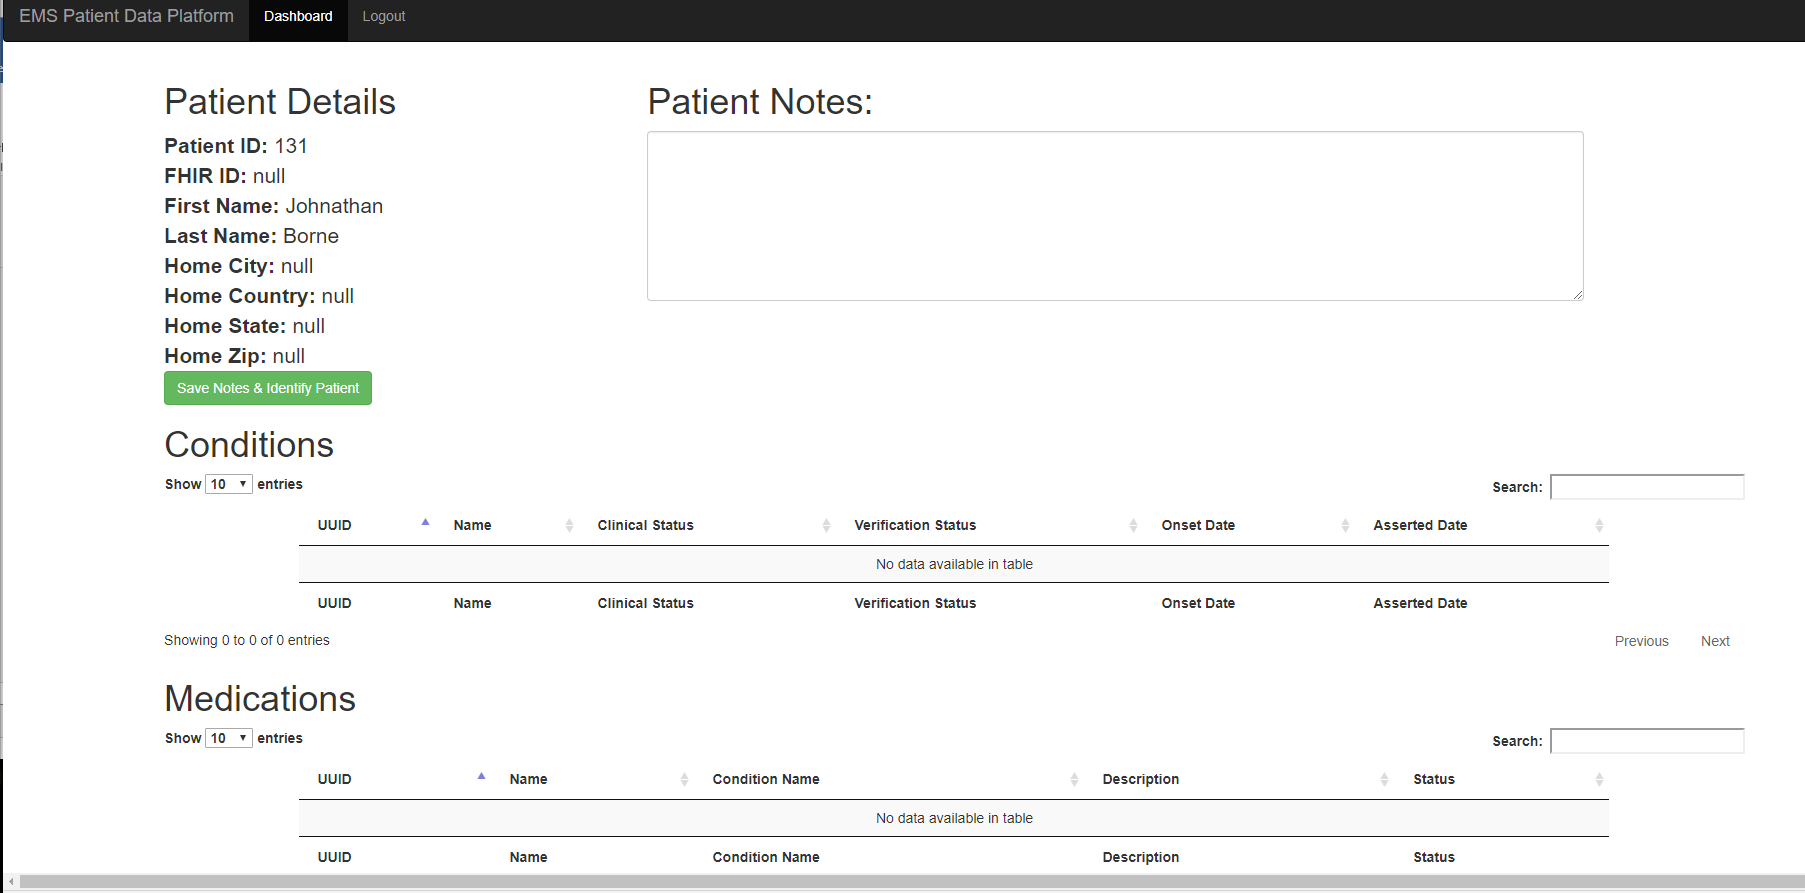 EMS Patient Data Platform Dashboard Logout
Patient Details
Patient ID: 131
FHIR ID: null
First Name: Johnathan
Last Name: Borne
Home City: null
Home Country: null
Home State: null
Home Zip: null
Save Notes & Identify Patient
Patient Notes:
Conditions
Show 10 entries
Search:
UUID Name Clinical Status Verification Status Onset Date Asserted Date
No data available in table
UUID Name Clinical Status Verification Status Onset Date Asserted Date
Showing 0 to 0 of 0 entries
Previous Next
Medications
Show 10 entries
Search:
UUID Name Condition Name Description Status
No data available in table
UUID Name Condition Name Description Status